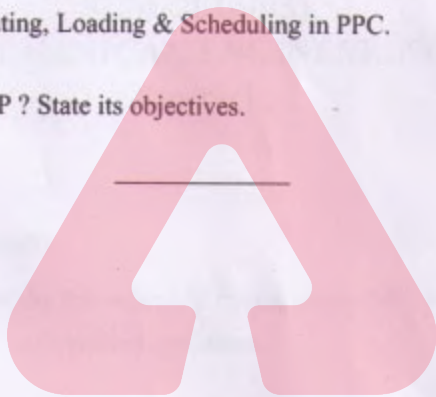 ting, Loading & Scheduling in PPC.
P ? State its objectives.